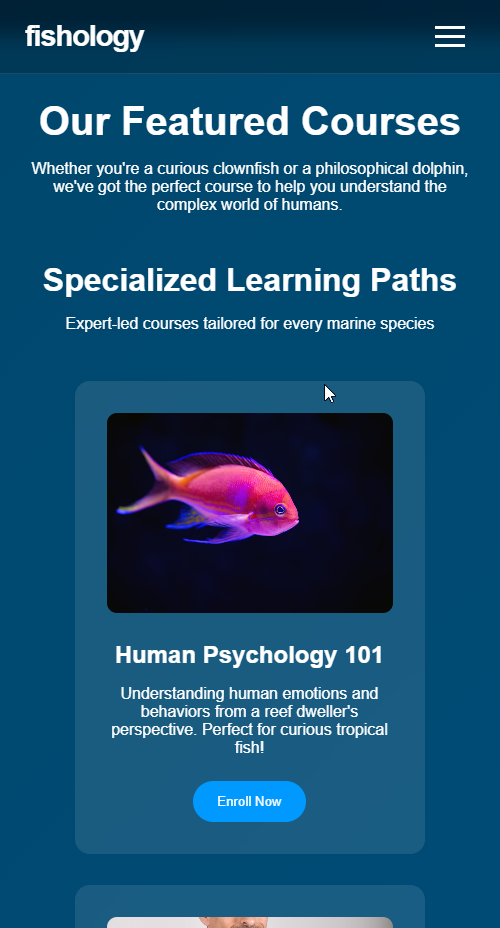 fishology
Our Featured Courses
Whether you're a curious clownfish or a philosophical dolphin,
we've got the perfect course to help you understand the
complex world of humans.
Specialized Learning Paths
Expert-led courses tailored for every marine species
Human Psychology 101
Understanding human emotions and
behaviors from a reef dweller's
perspective. Perfect for curious tropical
fish!
Enroll Now